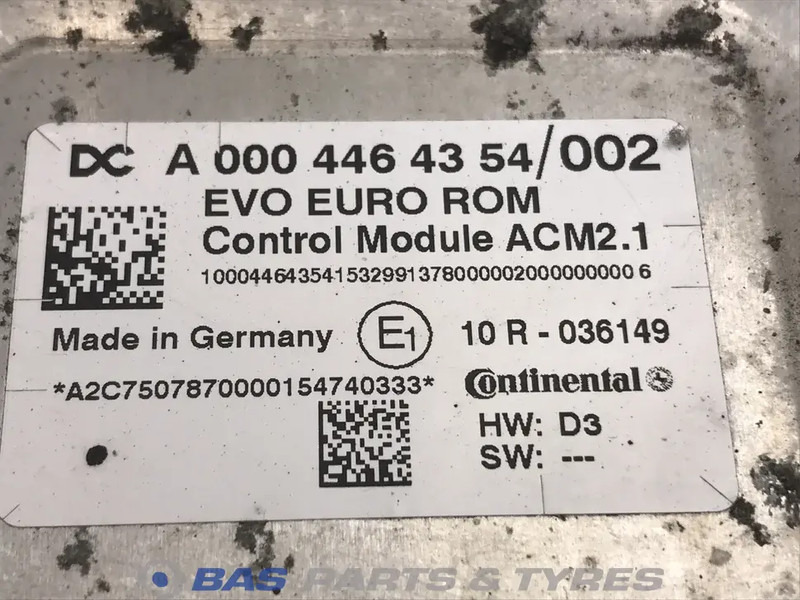 DC A 000 446 43 54/002
EVO EURO ROM
Control Module ACM2.1
10004464354153299137800000200000000006
Made in Germany E1 10 R - 036149
*A2C7507870000154740333* Continental
HW: D3
SW: ---
BAS PARTS & TYRES